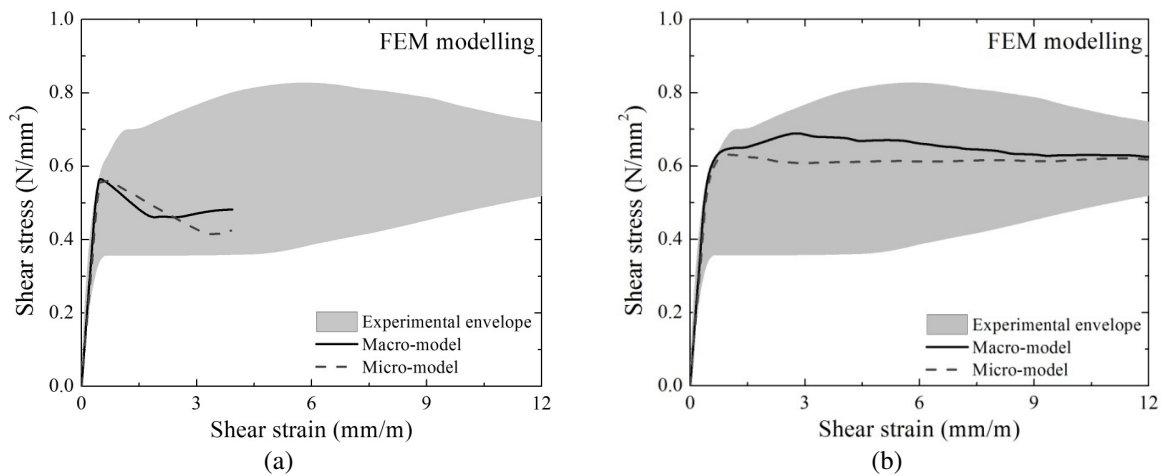 FEM modelling
1.0
0.8
0.6
0.4
0.2
0.0
Shear stress (N/mm²)
Experimental envelope
Macro-model
Micro-model
0 3 6 9 12
Shear strain (mm/m)
(a)
FEM modelling
1.0
0.8
0.6
0.4
0.2
0.0
Shear stress (N/mm²)
Experimental envelope
Macro-model
Micro-model
0 3 6 9 12
Shear strain (mm/m)
(b)